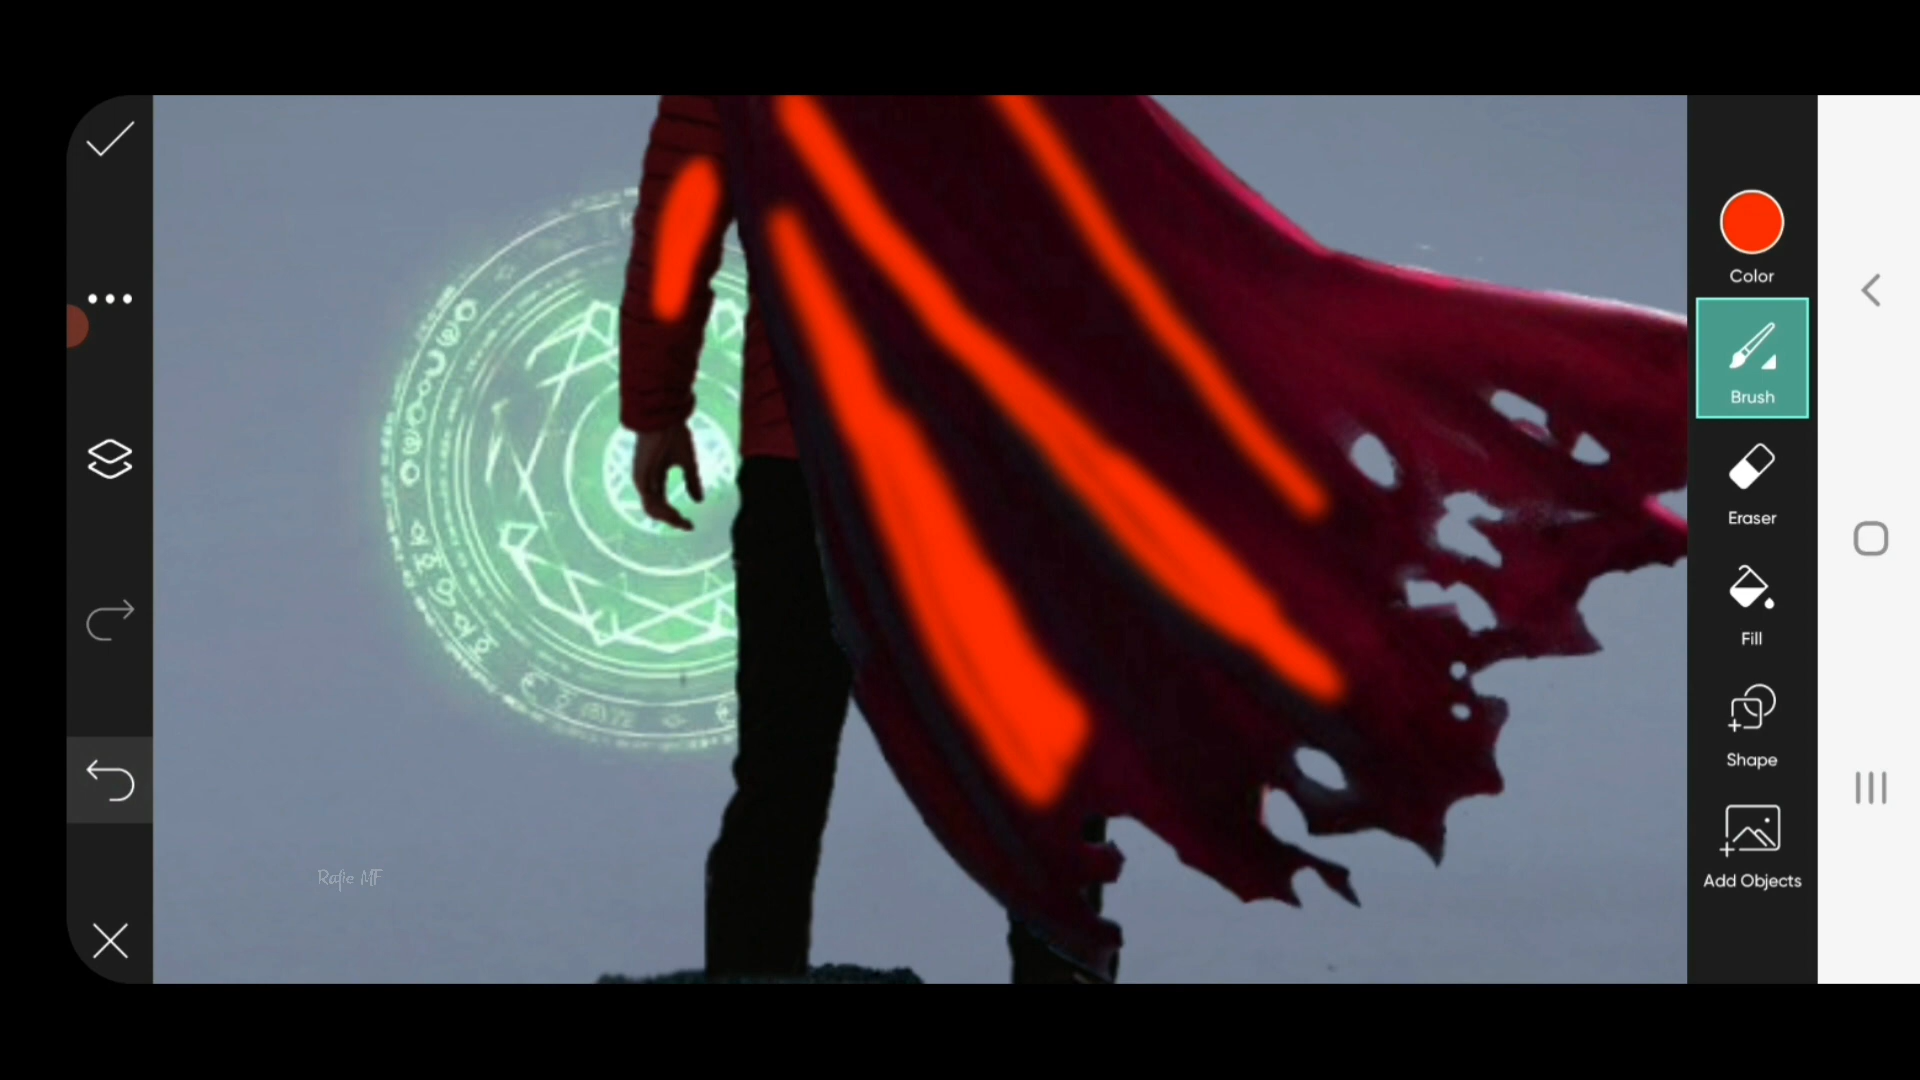 Color
Brush
Eraser
Fill
Shape
Add Objects
Rafie MF